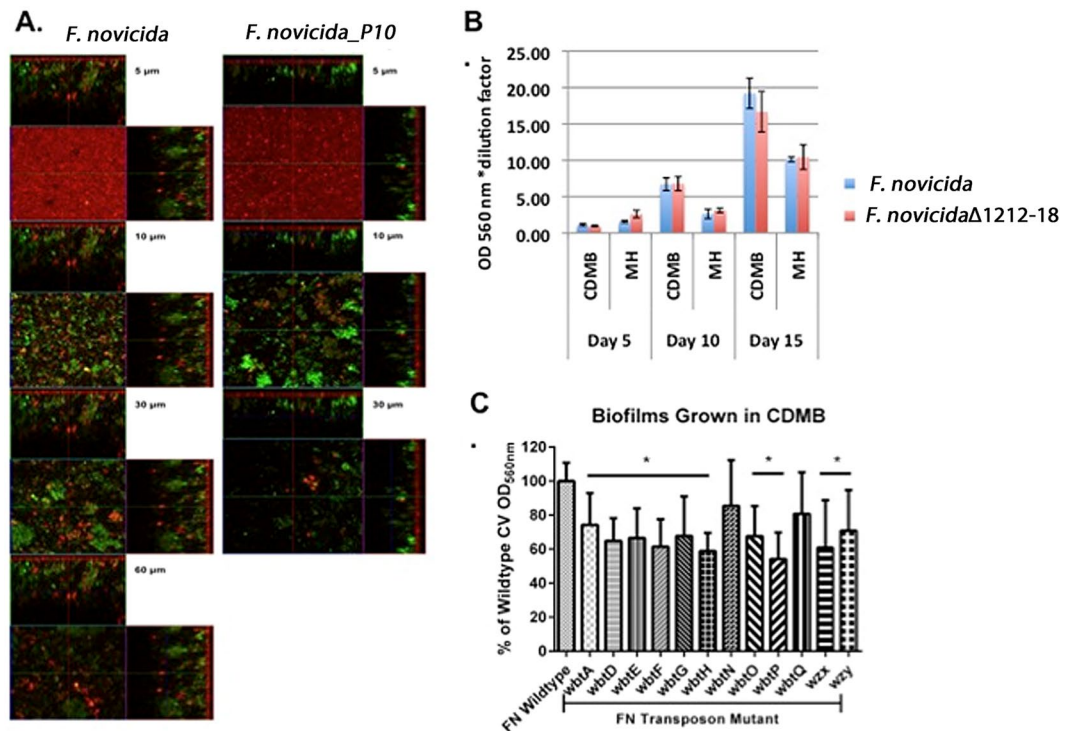 A.
F. novicida
F. novicida_P10
5 µm
5 µm
10 µm
10 µm
30 µm
30 µm
60 µm
B
OD 560 nm *dilution factor
25.00
20.00
15.00
10.00
5.00
0.00
CDMB
MH
CDMB
MH
CDMB
MH
Day 5
Day 10
Day 15
F. novicida
F. novicidaΔ1212-18
C
Biofilms Grown in CDMB
% of Wildtype CV OD560nm
120
100
80
60
40
20
0
*
*
*
FN Wildtype
wbtA
wbtD
wbtE
wbtF
wbtG
wbtH
wbtN
wbtO
wbtP
wbtQ
wzx
wzy
FN Transposon Mutant